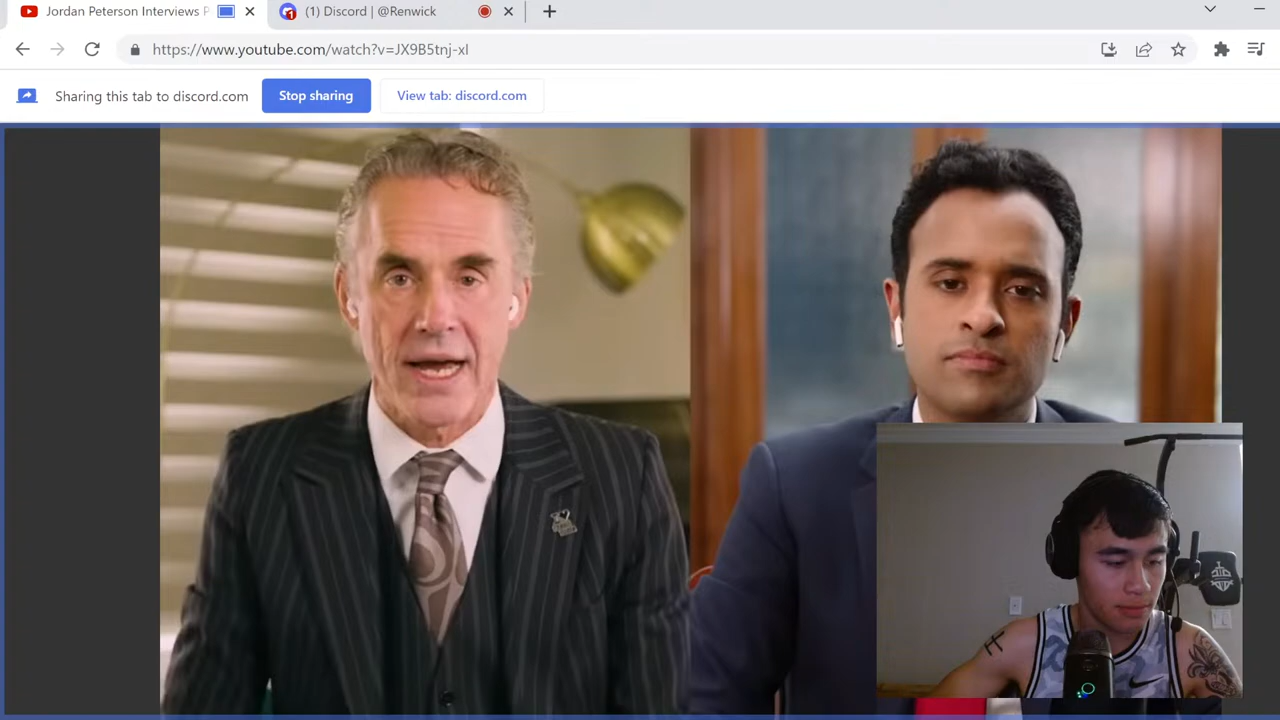 Jordan Peterson Interviews P
(1) Discord | @Renwick
https://www.youtube.com/watch?v=JX9B5tnj-xI
Sharing this tab to discord.com
Stop sharing
View tab: discord.com